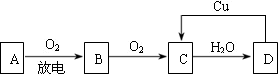 Cu
A O₂ 放电 B O₂ C H₂O D